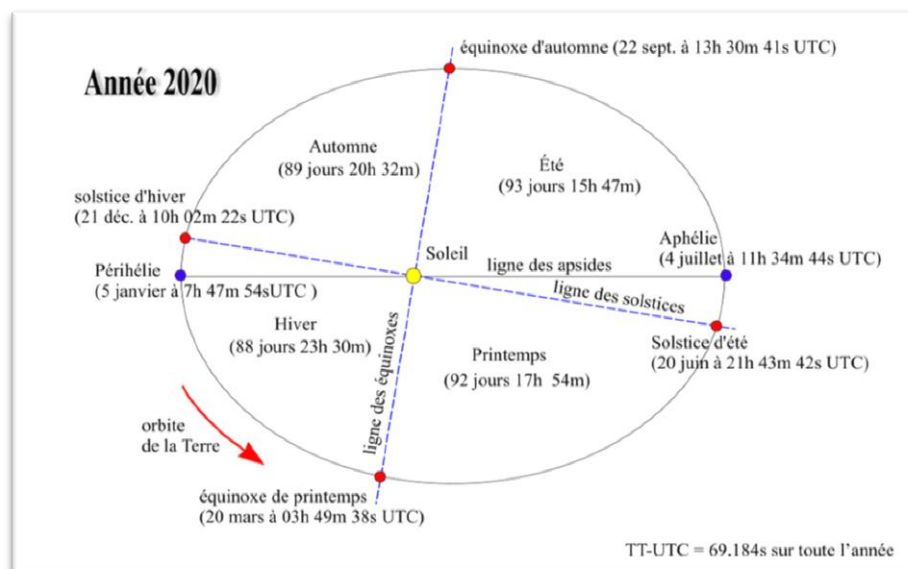 équinoxe d'automne (22 sept. à 13h 30m 41s UTC)
Année 2020
Automne
(89 jours 20h 32m)
Été
(93 jours 15h 47m)
solstice d'hiver
(21 déc. à 10h 02m 22s UTC)
Soleil
Aphélie
(4 juillet à 11h 34m 44s UTC)
ligne des apsides
Périhélie
(5 janvier à 7h 47m 54sUTC )
ligne des solstices
Hiver
(88 jours 23h 30m)
ligne des équinoxes
Printemps
(92 jours 17h 54m)
Solstice d'été
(20 juin à 21h 43m 42s UTC)
orbite
de la Terre
équinoxe de printemps
(20 mars à 03h 49m 38s UTC)
TT-UTC = 69.184s sur toute l'année